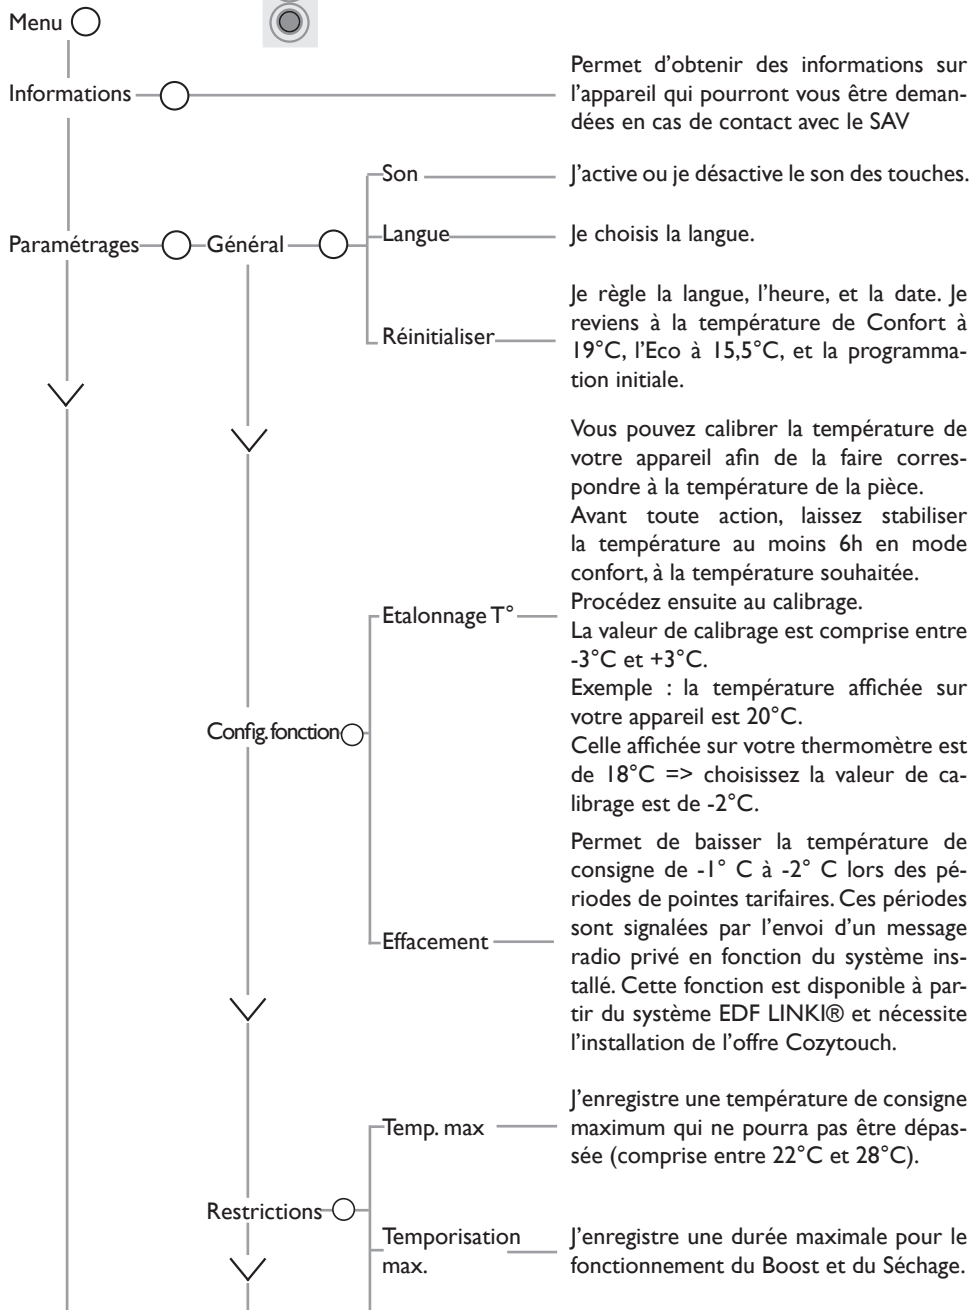 Menu
Informations
Permet d'obtenir des informations sur
l'appareil qui pourront vous être deman-
dées en cas de contact avec le SAV
Son
J'active ou je désactive le son des touches.
Paramétrages
Général
Langue
Je choisis la langue.
Réinitialiser
Je règle la langue, l'heure, et la date. Je
reviens à la température de Confort à
19°C, l'Eco à 15,5°C, et la programma-
tion initiale.
Config. fonction
Etalonnage T°
Vous pouvez calibrer la température de
votre appareil afin de la faire corres-
pondre à la température de la pièce.
Avant toute action, laissez stabiliser
la température au moins 6h en mode
confort, à la température souhaitée.
Procédez ensuite au calibrage.
La valeur de calibrage est comprise entre
-3°C et +3°C.
Exemple : la température affichée sur
votre appareil est 20°C.
Celle affichée sur votre thermomètre est
de 18°C => choisissez la valeur de ca-
librage est de -2°C.
Effacement
Permet de baisser la température de
consigne de -1° C à -2° C lors des pé-
riodes de pointes tarifaires. Ces périodes
sont signalées par l'envoi d'un message
radio privé en fonction du système ins-
tallé. Cette fonction est disponible à par-
tir du système EDF LINKI® et nécessite
l'installation de l'offre Cozytouch.
Restrictions
Temp. max
J'enregistre une température de consigne
maximum qui ne pourra pas être dépas-
sée (comprise entre 22°C et 28°C).
Temporisation
max.
J'enregistre une durée maximale pour le
fonctionnement du Boost et du Séchage.